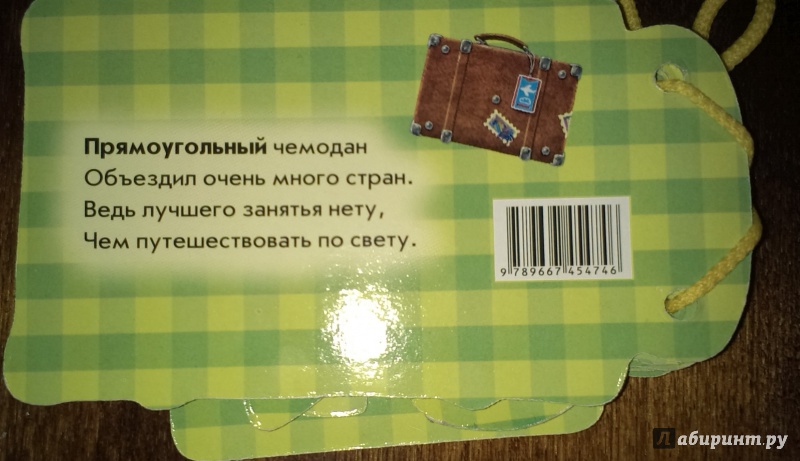 Прямоугольный чемодан
Объездил очень много стран.
Ведь лучшего занятья нету,
Чем путешествовать по свету.
9 789667 454746
Лабиринт.ру